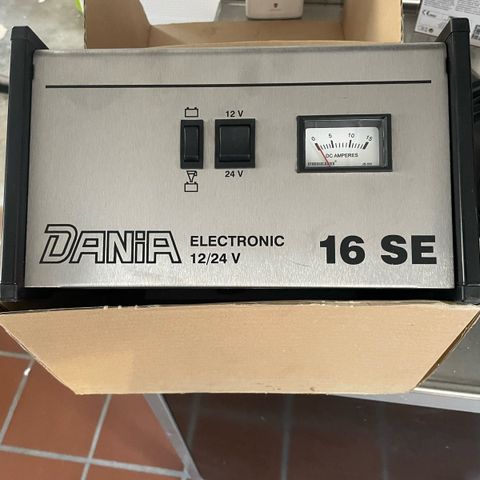 12 V
0 5 10 15
DC AMPERES
24 V
DANiA ELECTRONIC
12/24 V
16 SE